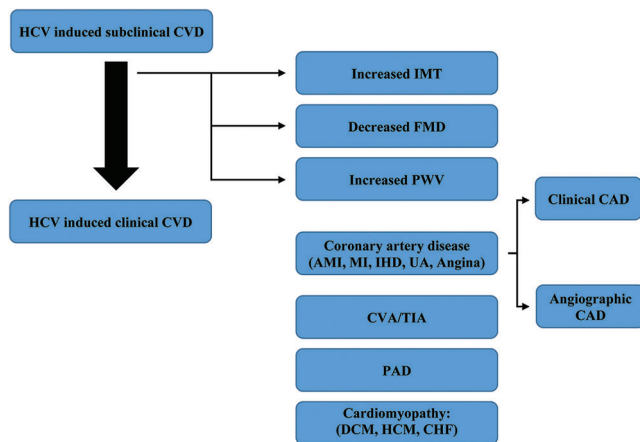 HCV induced subclinical CVD
Increased IMT
Decreased FMD
Increased PWV
HCV induced clinical CVD
Clinical CAD
Coronary artery disease
(AMI, MI, IHD, UA, Angina)
Angiographic
CAD
CVA/TIA
PAD
Cardiomyopathy:
(DCM, HCM, CHF)